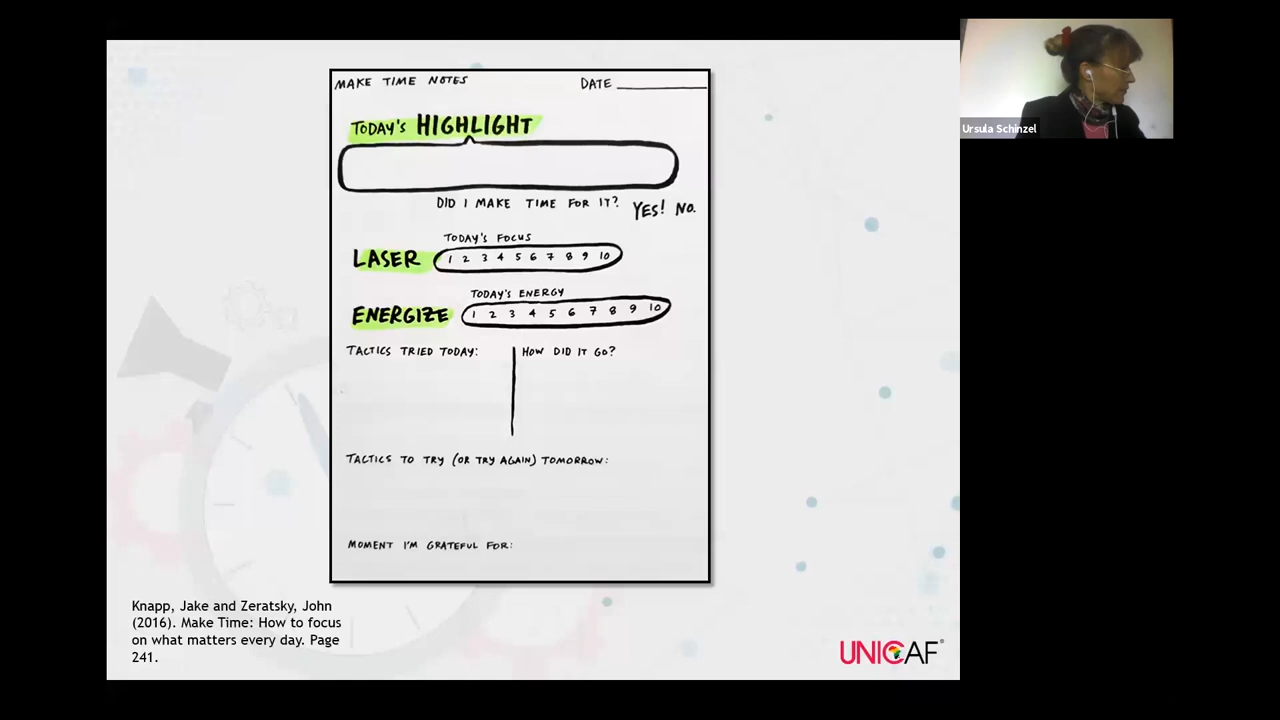 MAKE TIME NOTES DATE
TODAY'S HIGHLIGHT
DID I MAKE TIME FOR IT? YES! NO.
TODAY'S FOCUS
LASER 1 2 3 4 5 6 7 8 9 10
TODAY'S ENERGY
ENERGIZE 1 2 3 4 5 6 7 8 9 10
TACTICS TRIED TODAY: HOW DID IT GO?
TACTICS TO TRY (OR TRY AGAIN) TOMORROW:
MOMENT I'M GRATEFUL FOR:
Knapp, Jake and Zeratsky, John
(2016). Make Time: How to focus
on what matters every day. Page
241.
UNICAF
Ursula Schinzel